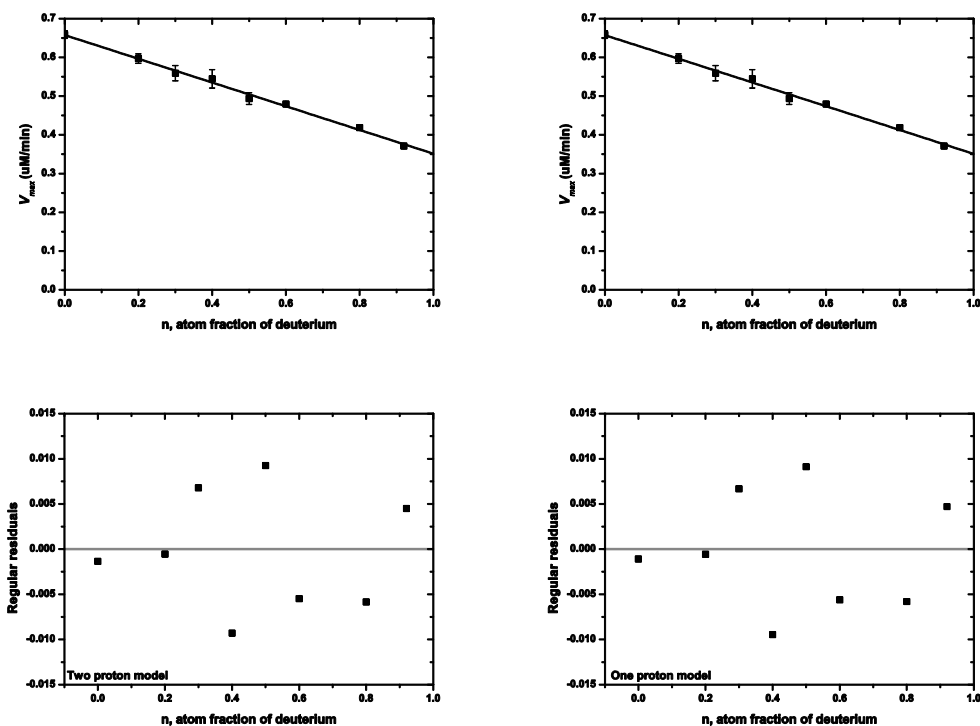 0.7
0.6
0.5
0.4
0.3
0.2
0.1
0.0
Vmax (uM/min)
0.0 0.2 0.4 0.6 0.8 1.0
n, atom fraction of deuterium
0.7
0.6
0.5
0.4
0.3
0.2
0.1
0.0
Vmax (uM/min)
0.0 0.2 0.4 0.6 0.8 1.0
n, atom fraction of deuterium
0.015
0.010
0.005
0.000
-0.005
-0.010
-0.015
Regular residuals
Two proton model
0.0 0.2 0.4 0.6 0.8 1.0
n, atom fraction of deuterium
0.015
0.010
0.005
0.000
-0.005
-0.010
-0.015
Regular residuals
One proton model
0.0 0.2 0.4 0.6 0.8 1.0
n, atom fraction of deuterium